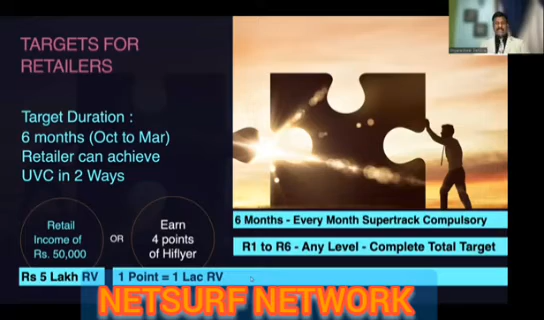 TARGETS FOR
RETAILERS
Target Duration :
6 months (Oct to Mar)
Retailer can achieve
UVC in 2 Ways
Retail
Income of
Rs. 50,000
OR
Earn
4 points
of Hiflyer
6 Months - Every Month Supertrack Compulsory
R1 to R6 - Any Level - Complete Total Target
Rs 5 Lakh RV
1 Point = 1 Lac RV
NETSURF NETWORK